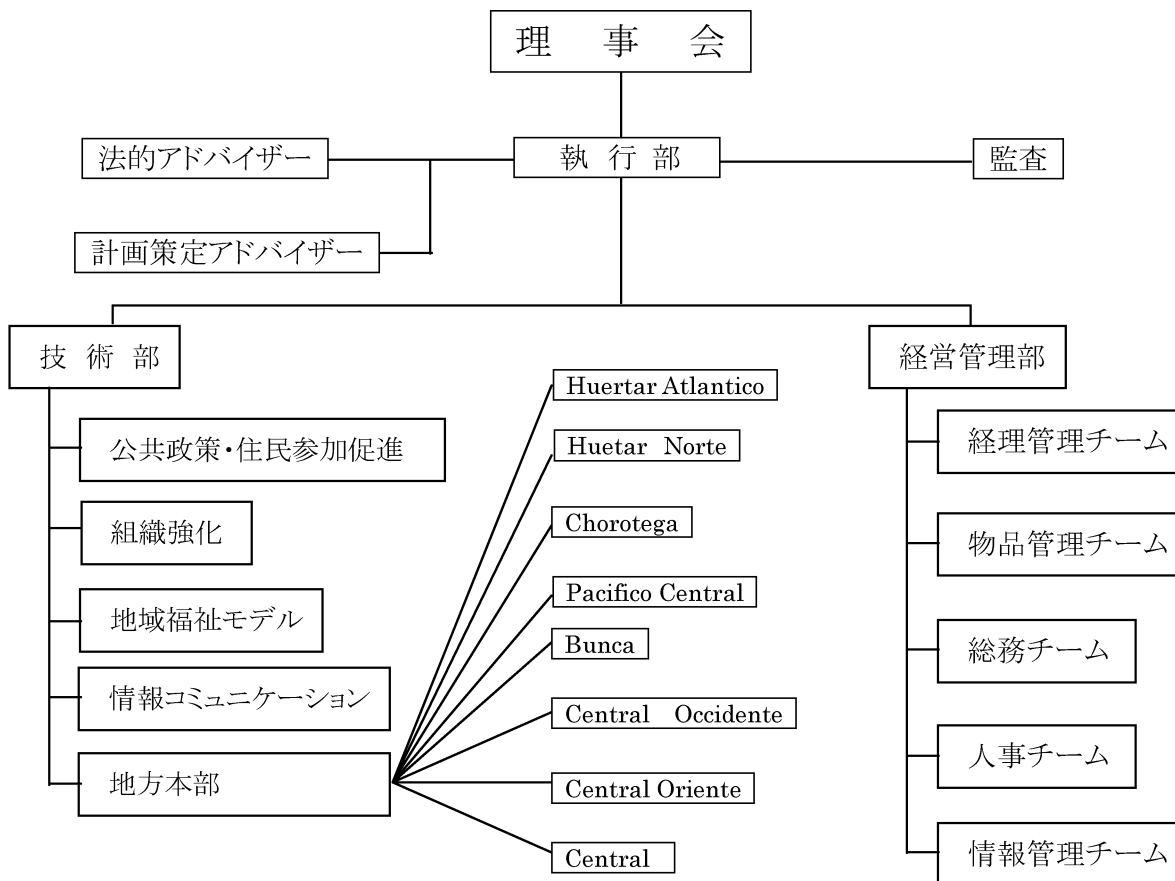 理 事 会
法的アドバイザー
執 行 部
監査
計画策定アドバイザー
技 術 部
経営管理部
公共政策・住民参加促進
組織強化
地域福祉モデル
情報コミュニケーション
地方本部
Huertar Atlantico
Huetar Norte
Chorotega
Pacifico Central
Bunca
Central Occidente
Central Oriente
Central
経理管理チーム
物品管理チーム
総務チーム
人事チーム
情報管理チーム